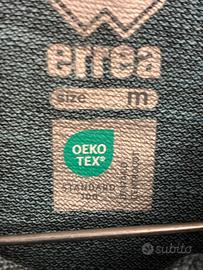 errea
size m
OEKO
TEX®
STANDARD
subito